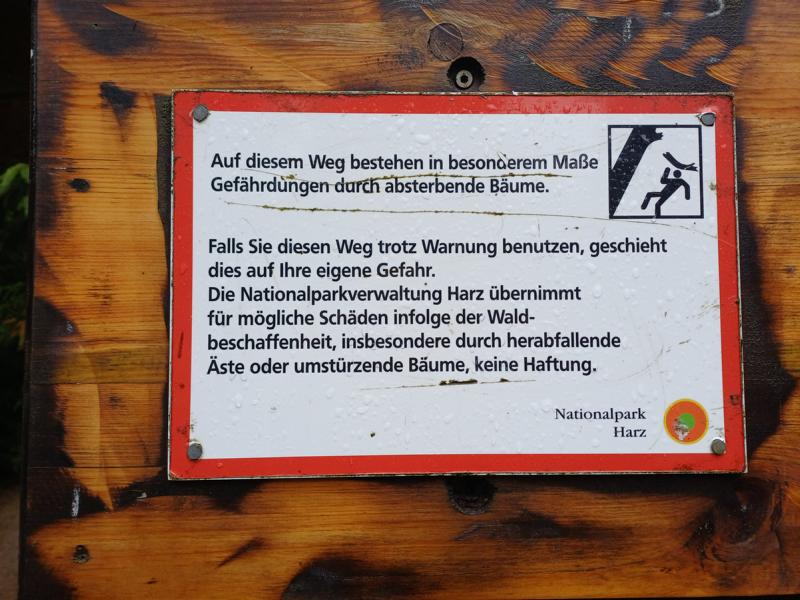 Auf diesem Weg bestehen in besonderem Maße
Gefährdungen durch absterbende Bäume.
Falls Sie diesen Weg trotz Warnung benutzen, geschieht
dies auf Ihre eigene Gefahr.
Die Nationalparkverwaltung Harz übernimmt
für mögliche Schäden infolge der Wald-
beschaffenheit, insbesondere durch herabfallende
Äste oder umstürzende Bäume, keine Haftung.
Nationalpark
Harz